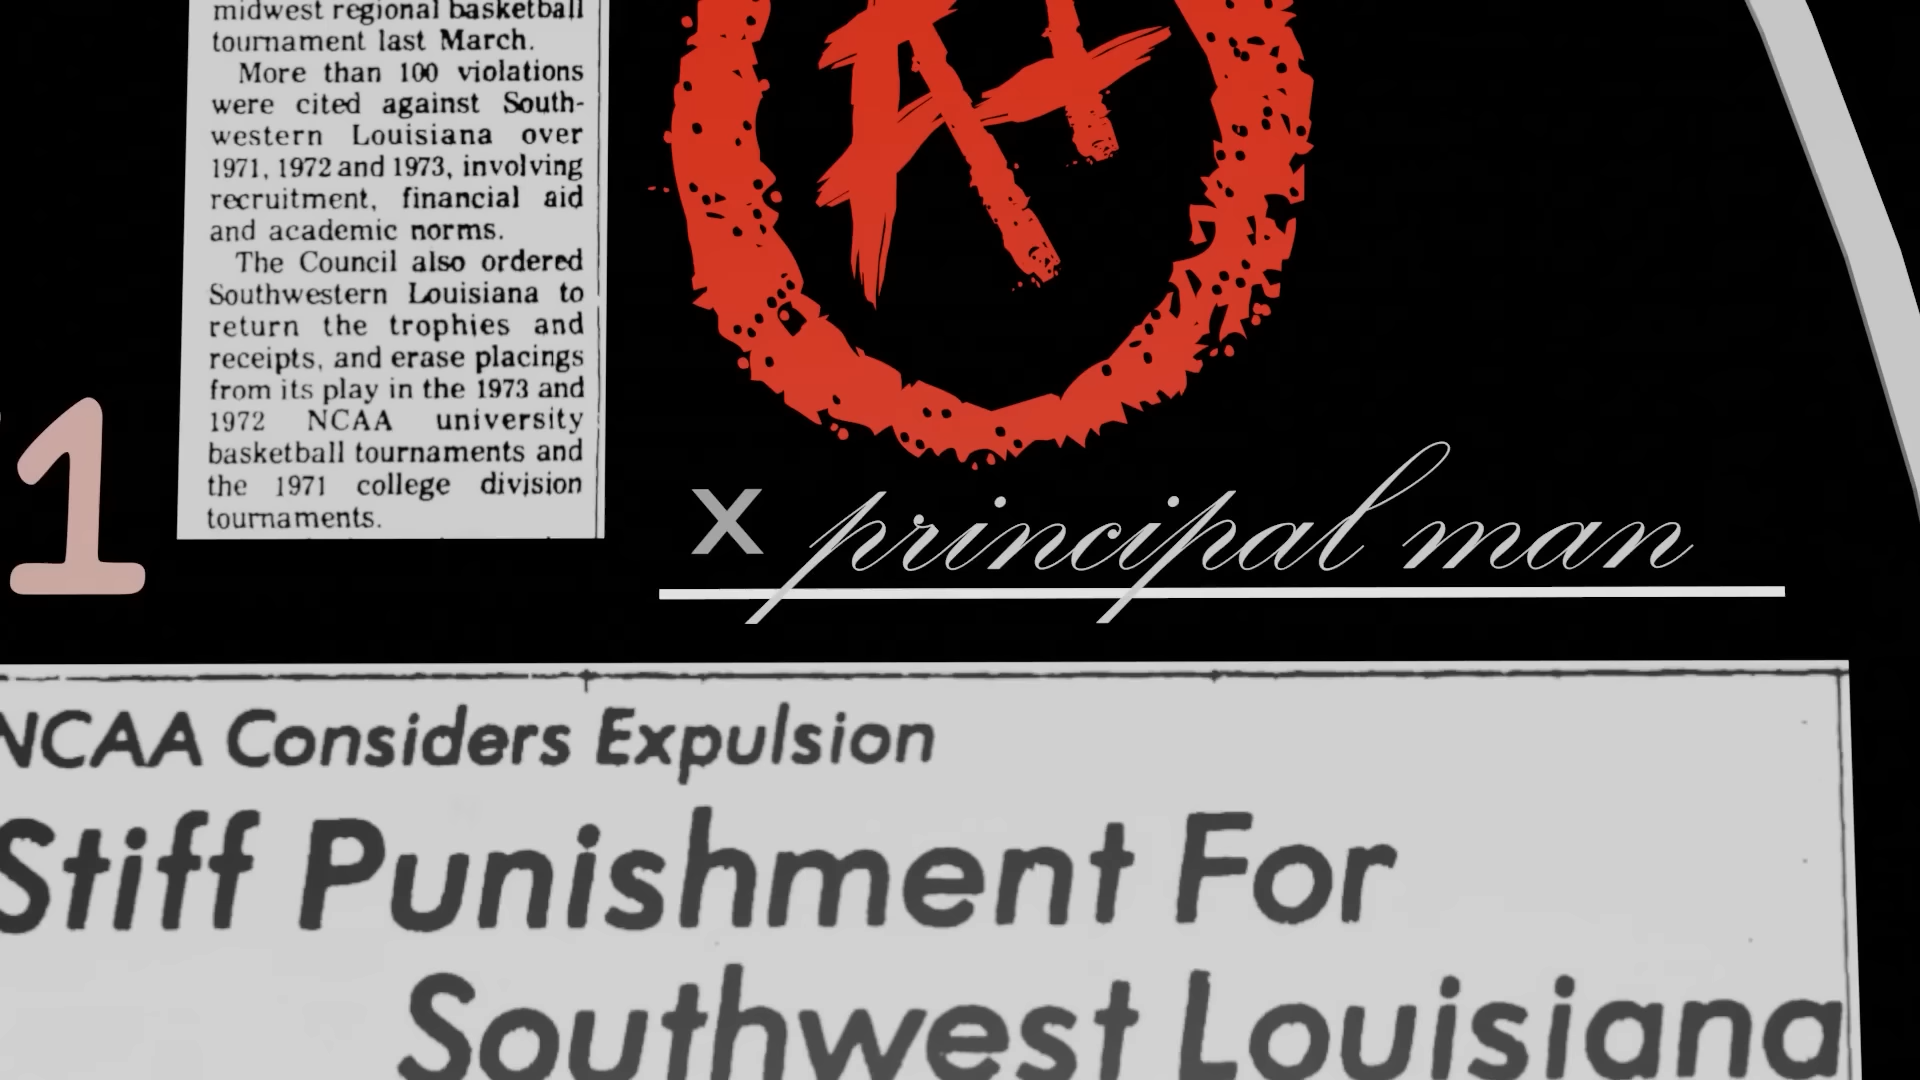 midwest regional basketball
tournament last March.
More than 100 violations
were cited against South-
western Louisiana over
1971, 1972 and 1973, involving
recruitment, financial aid
and academic norms.
The Council also ordered
Southwestern Louisiana to
return the trophies and
receipts, and erase placings
from its play in the 1973 and
1972 NCAA university
basketball tournaments and
the 1971 college division
tournaments.
1
A+
X principal man
NCAA Considers Expulsion
Stiff Punishment For
Southwest Louisiana